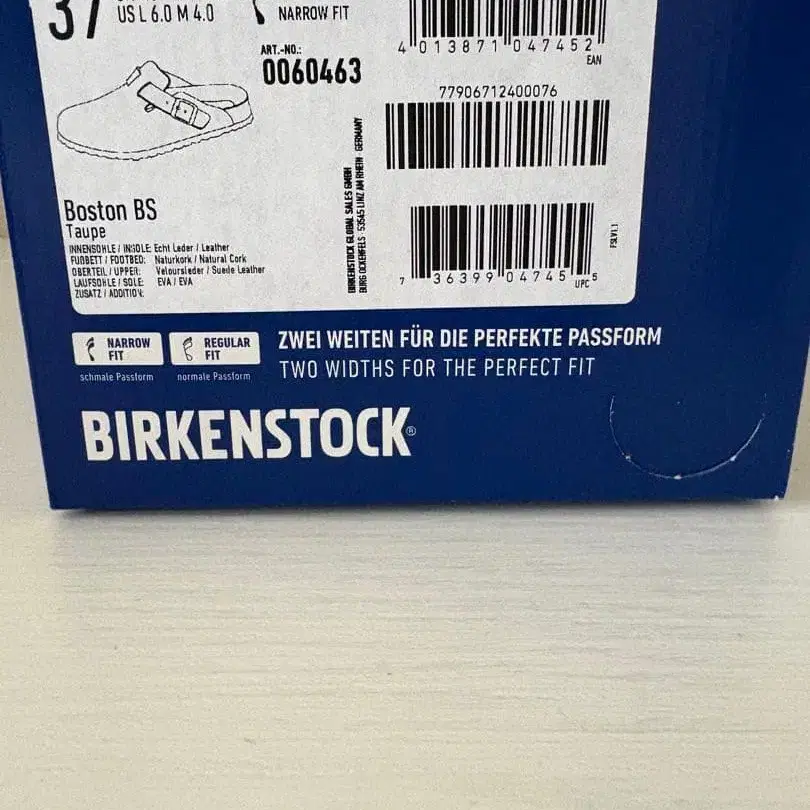 37
US L 6.0 M 4.0
NARROW FIT
4 013871 047452
EAN
ART.-NO.:
0060463
77906712400076
Boston BS
Taupe
INNENSOHLE / INSOLE: Echt Leder / Leather
FUßBETT / FOOTBED: Naturkork / Natural Cork
OBERTEIL / UPPER: Veloursleder / Suede Leather
LAUFSOHLE / SOLE: EVA / EVA
ZUSATZ / ADDITION:
BIRKENSTOCK GLOBAL SALES GMBH
BURG OCKENFELS · 53545 LINZ AM RHEIN · GERMANY
7 36399 04745 5
UPC
FSLV1.1
NARROW FIT
schmale Passform
REGULAR FIT
normale Passform
ZWEI WEITEN FÜR DIE PERFEKTE PASSFORM
TWO WIDTHS FOR THE PERFECT FIT
BIRKENSTOCK®